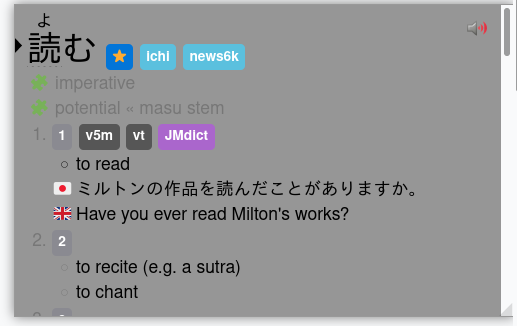 よ
読む ichi news6k
imperative
potential « masu stem
1. 1 v5m vt JMdict
to read
ミルトンの作品を読んだことがありますか。
Have you ever read Milton's works?
2. 2
to recite (e.g. a sutra)
to chant